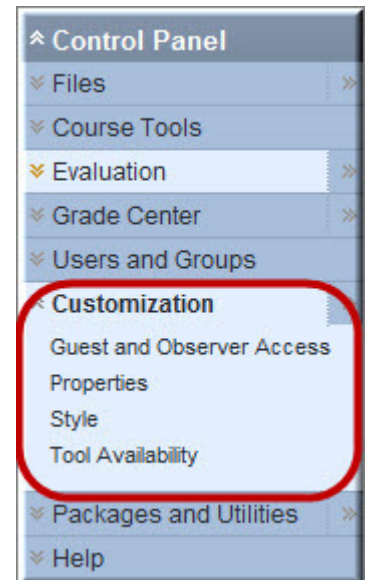 Control Panel
Files
Course Tools
Evaluation
Grade Center
Users and Groups
Customization
Guest and Observer Access
Properties
Style
Tool Availability
Packages and Utilities
Help